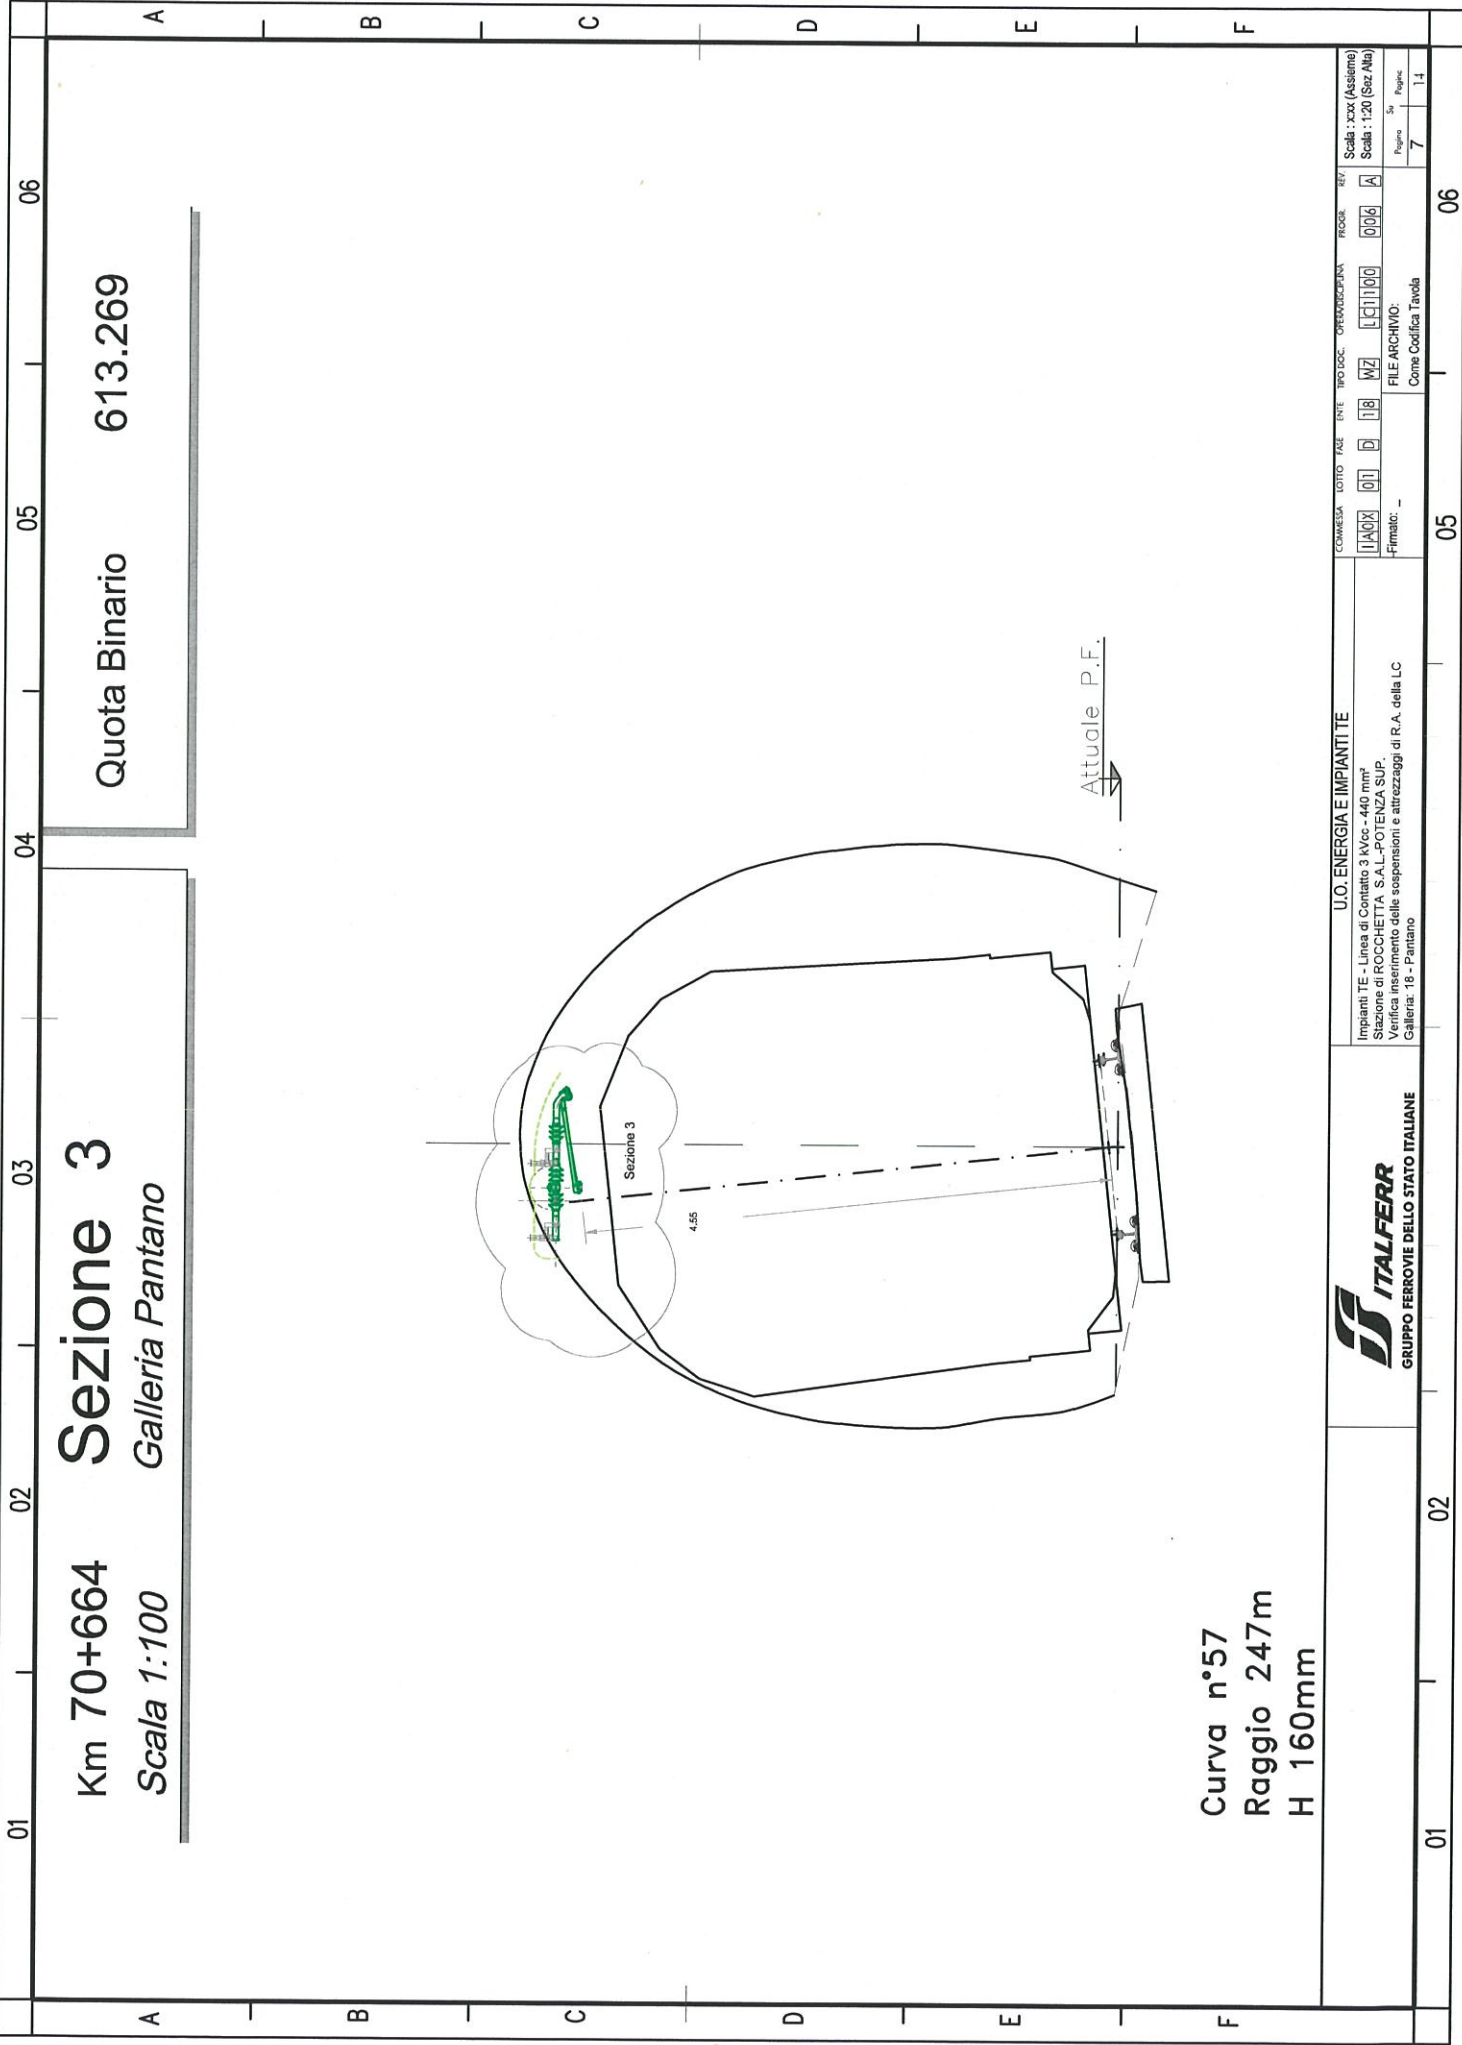 01 02 03 04 05 06
A
B
C
D
E
F
Km 70+664 Sezione 3
Scala 1:100 Galleria Pantano
Quota Binario 613.269
Sezione 3
4.55
Attuale P.F.
Curva n°57
Raggio 247m
H 160mm
ITALFERR
GRUPPO FERROVIE DELLO STATO ITALIANE
U.O. ENERGIA E IMPIANTI TE
Impianti TE - Linea di Contatto 3 kVcc - 440 mm²
Stazione di ROCCHETTA S.A.L.-POTENZA SUP.
Verifica inserimento delle sospensioni e attrezzaggi di R.A. della LC
Galleria: 18 - Pantano
COMMESSA LOTTO FASE ENTE TIPO DOC. OPERA/DISCIPLINA PROGR. REV.
IA0X 01 D 18 WZ LC1100 006 A
Firmato: –
FILE ARCHIVIO:
Come Codifica Tavola
Scala : x:xx (Assieme)
Scala : 1:20 (Sez Alta)
Pagina Su Pagine
7 14
A
B
C
D
E
F
01 02 05 06